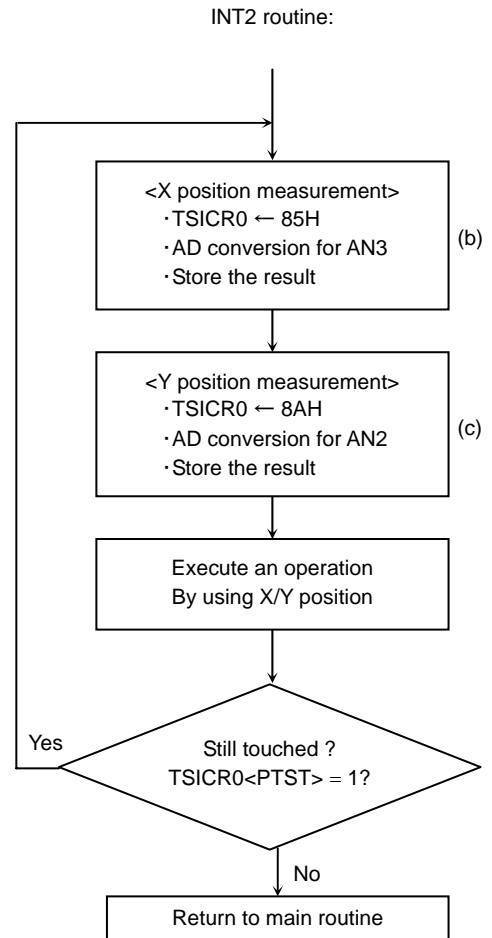 INT2 routine:
<X position measurement>
・TSICR0 ← 85H
・AD conversion for AN3
・Store the result
(b)
<Y position measurement>
・TSICR0 ← 8AH
・AD conversion for AN2
・Store the result
(c)
Execute an operation
By using X/Y position
Yes
Still touched ?
TSICR0<PTST> = 1?
No
Return to main routine